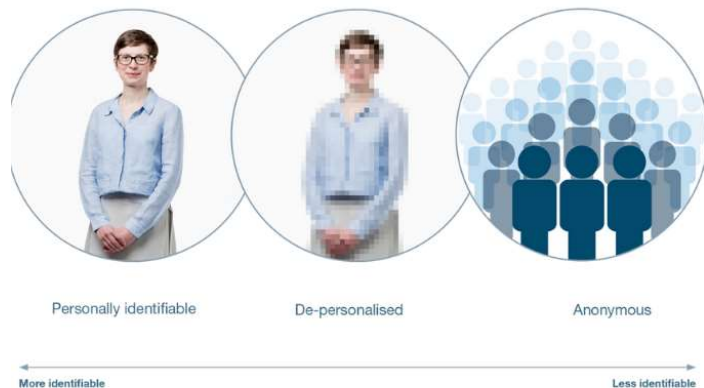 Personally identifiable
De-personalised
Anonymous
More identifiable
Less identifiable